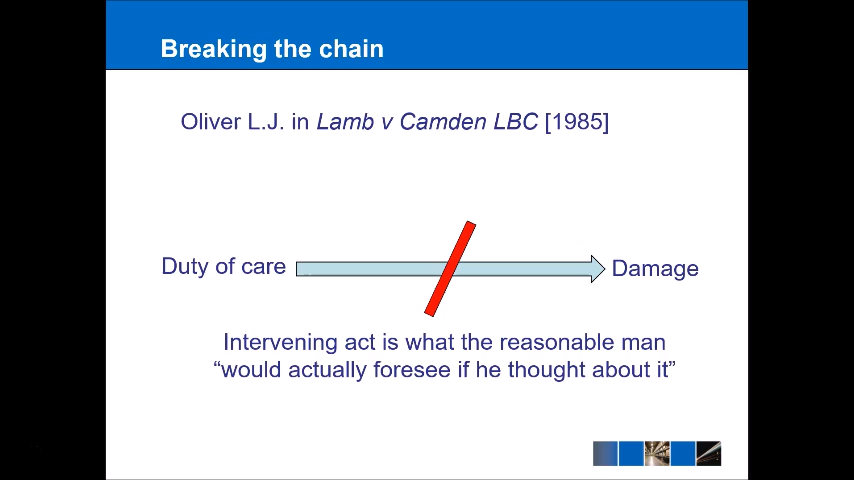 Breaking the chain
Oliver L.J. in Lamb v Camden LBC [1985]
Duty of care
Damage
Intervening act is what the reasonable man
“would actually foresee if he thought about it”